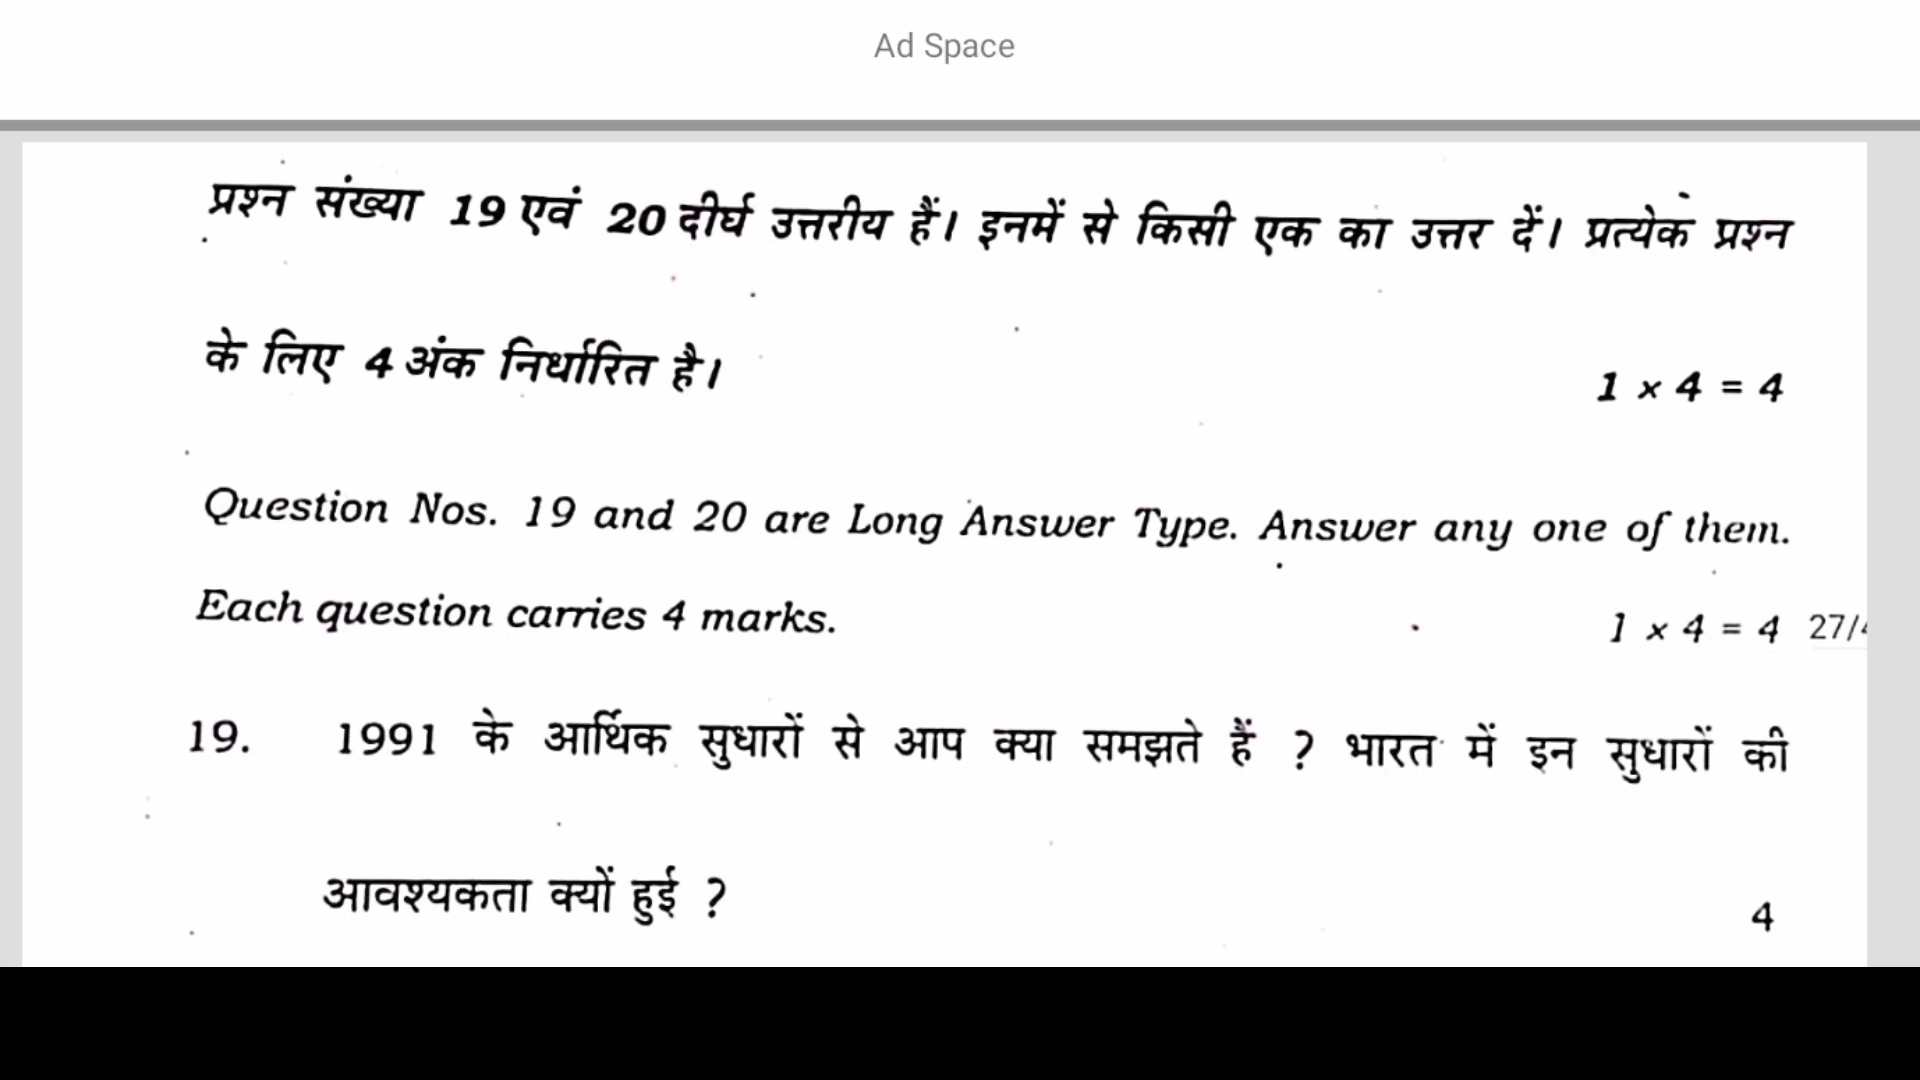 Ad Space
प्रश्न संख्या 19 एवं 20 दीर्घ उत्तरीय हैं। इनमें से किसी एक का उत्तर दें। प्रत्येक प्रश्न
के लिए 4 अंक निर्धारित है।
1 × 4 = 4
Question Nos. 19 and 20 are Long Answer Type. Answer any one of them.
Each question carries 4 marks.
1 × 4 = 4
27/4
19. 1991 के आर्थिक सुधारों से आप क्या समझते हैं ? भारत में इन सुधारों की
आवश्यकता क्यों हुई ?
4